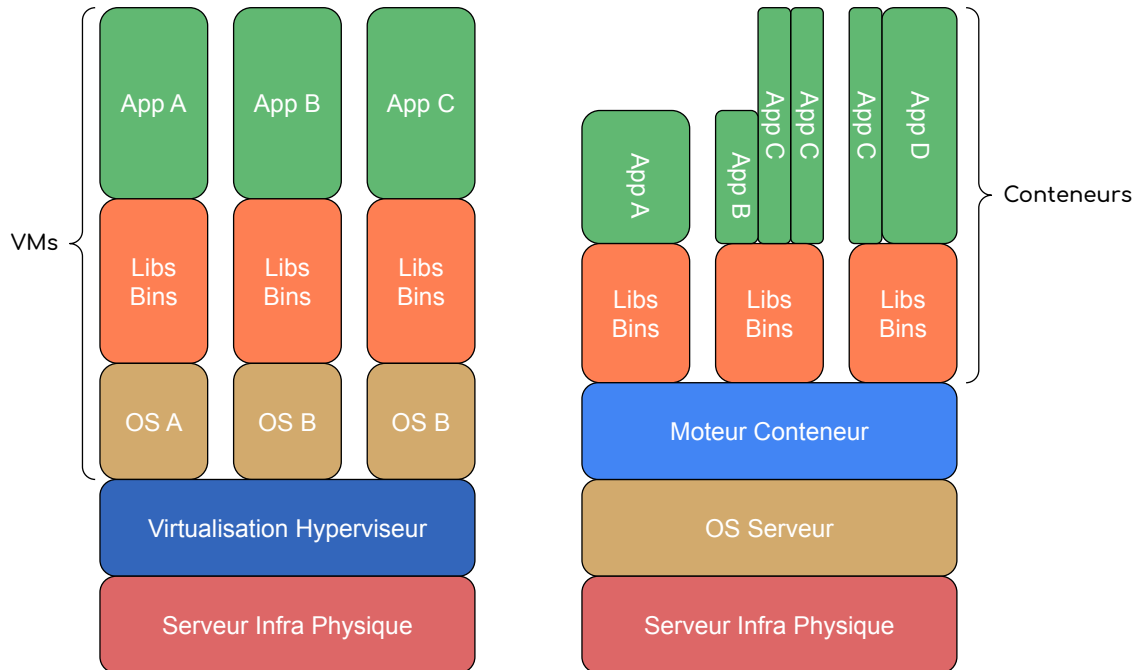 App A
App B
App C
VMs
Libs
Bins
Libs
Bins
Libs
Bins
OS A
OS B
OS B
Virtualisation Hyperviseur
Serveur Infra Physique
App A
App B
App C
App C
App C
App D
Conteneurs
Libs
Bins
Libs
Bins
Libs
Bins
Moteur Conteneur
OS Serveur
Serveur Infra Physique